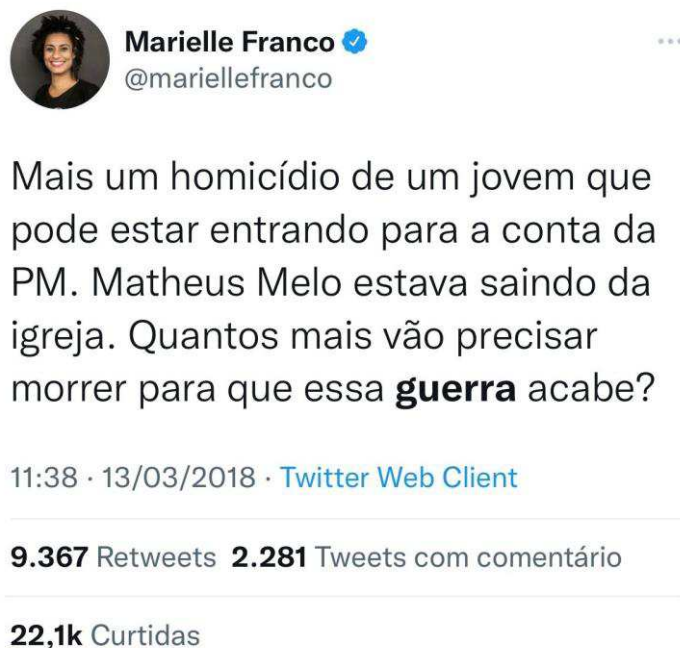 Marielle Franco
@mariellefranco
Mais um homicídio de um jovem que
pode estar entrando para a conta da
PM. Matheus Melo estava saindo da
igreja. Quantos mais vão precisar
morrer para que essa guerra acabe?
11:38 · 13/03/2018 · Twitter Web Client
9.367 Retweets 2.281 Tweets com comentário
22,1k Curtidas